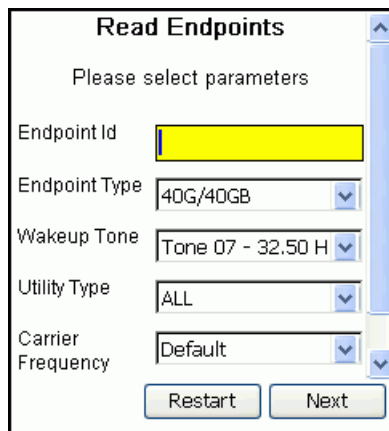 Read Endpoints
Please select parameters
Endpoint Id
Endpoint Type 40G/40GB
Wakeup Tone Tone 07 - 32.50 H
Utility Type ALL
Carrier
Frequency Default
Restart Next